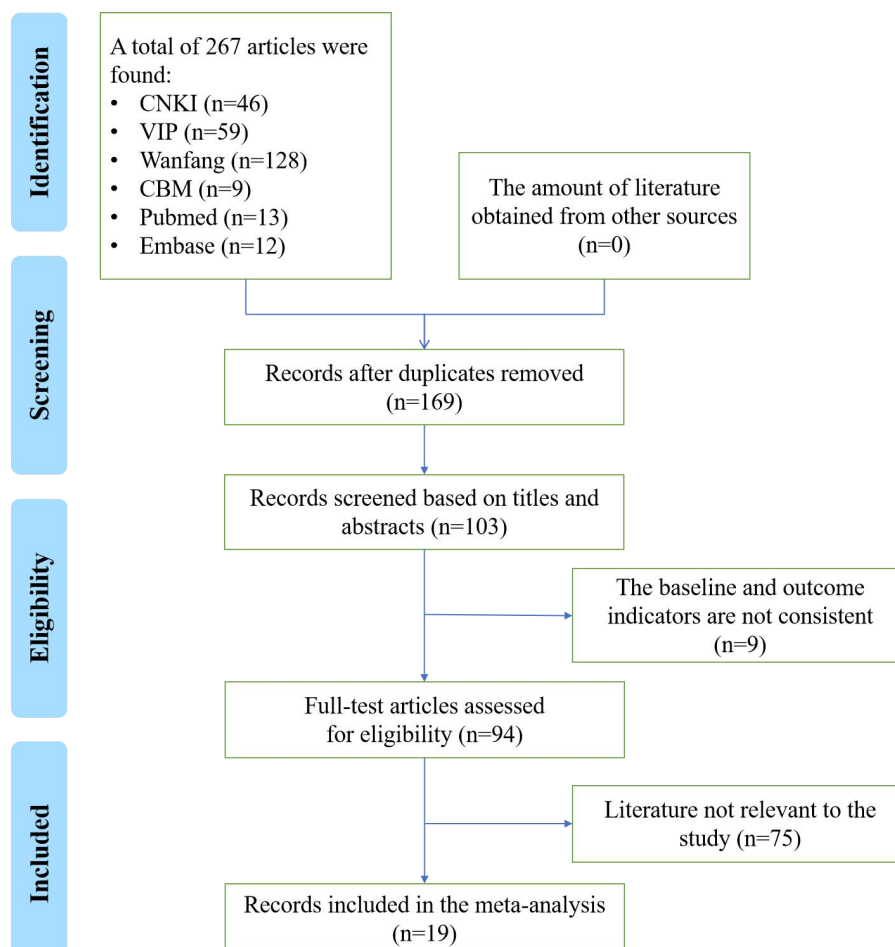 Identification
A total of 267 articles were
found:
• CNKI (n=46)
• VIP (n=59)
• Wanfang (n=128)
• CBM (n=9)
• Pubmed (n=13)
• Embase (n=12)
The amount of literature
obtained from other sources
(n=0)
Screening
Records after duplicates removed
(n=169)
Records screened based on titles and
abstracts (n=103)
Eligibility
The baseline and outcome
indicators are not consistent
(n=9)
Full-test articles assessed
for eligibility (n=94)
Included
Literature not relevant to the
study (n=75)
Records included in the meta-analysis
(n=19)